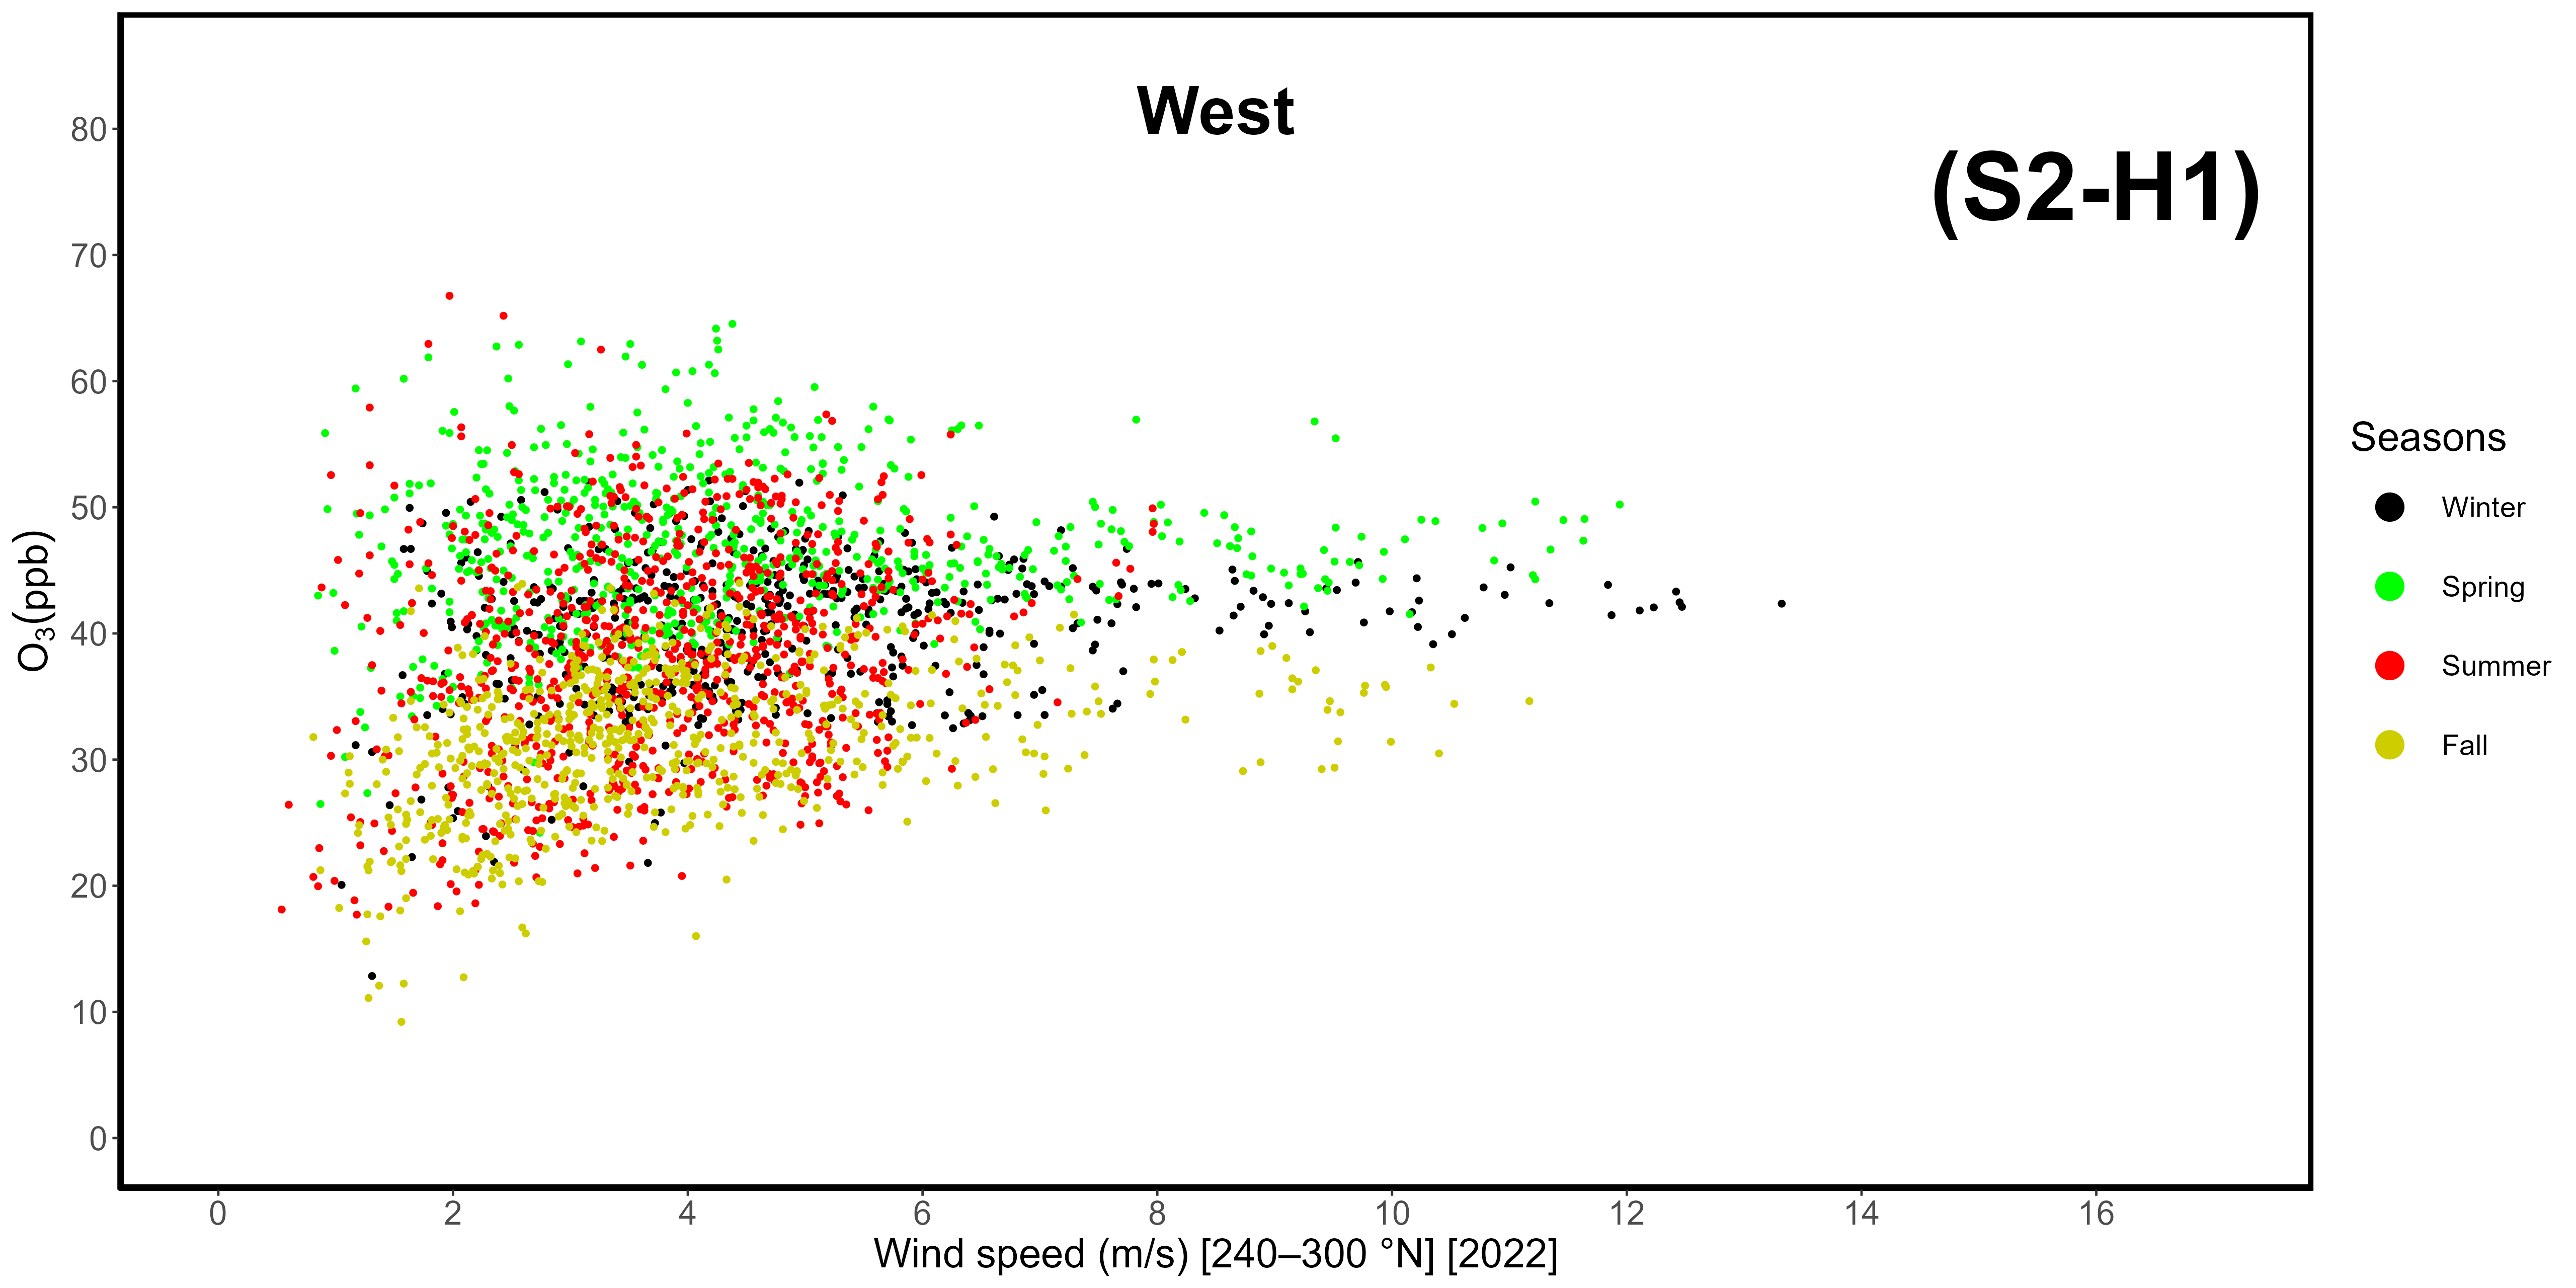 West
(S2-H1)
80
70
60
50
40
30
20
10
0
O₃(ppb)
0 2 4 6 8 10 12 14 16
Wind speed (m/s) [240–300 °N] [2022]
Seasons
Winter
Spring
Summer
Fall